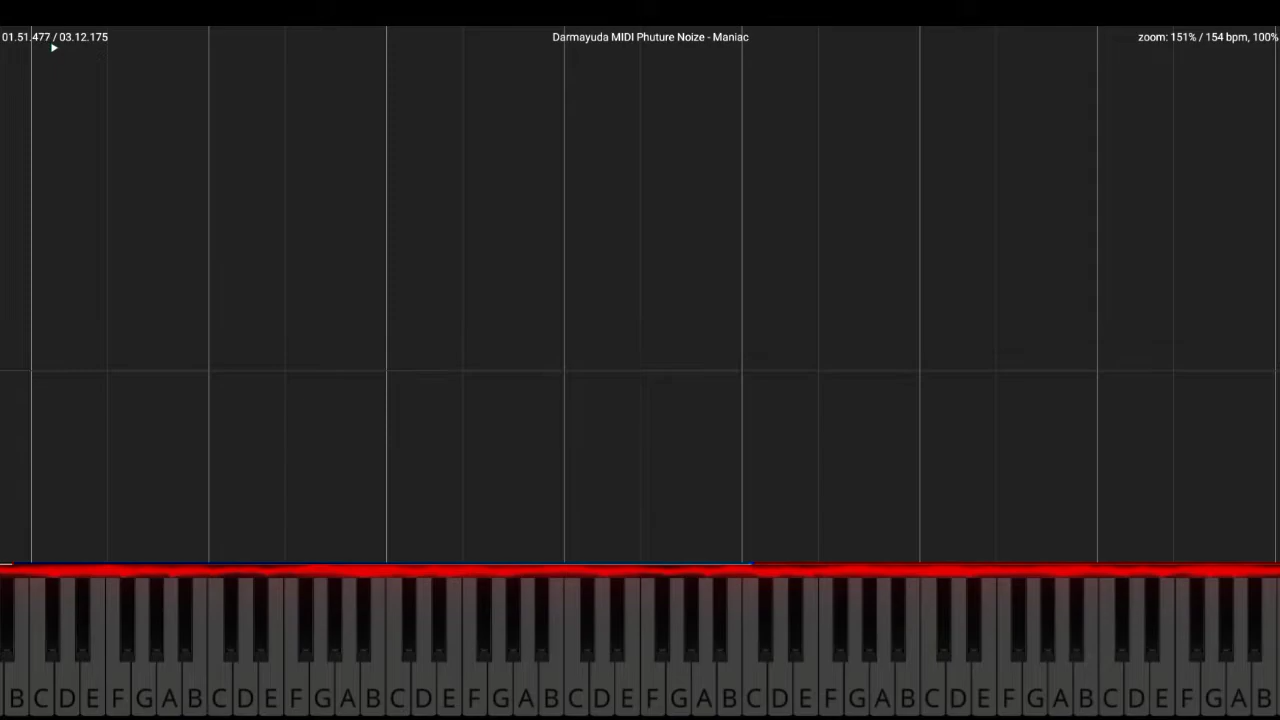 01.51.477 / 03.12.175
Darmayuda MIDI Phuture Noize - Maniac
zoom: 151% / 154 bpm, 100%
B C D E F G A B C D E F G A B C D E F G A B C D E F G A B C D E F G A B C D E F G A B C D E F G A B